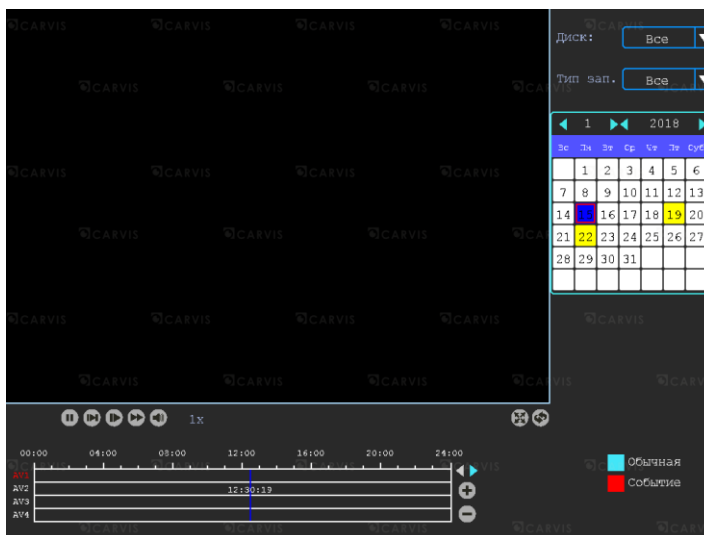 Диск: Все
Тип зап. Все
1 2018
Вс Пн Вт Ср Чт Пт Суб
1 2 3 4 5 6
7 8 9 10 11 12 13
14 15 16 17 18 19 20
21 22 23 24 25 26 27
28 29 30 31
1x
00:00 04:00 08:00 12:00 16:00 20:00 24:00
AV1
AV2 12:30:19
AV3
AV4
Обычная
Событие
CARVIS